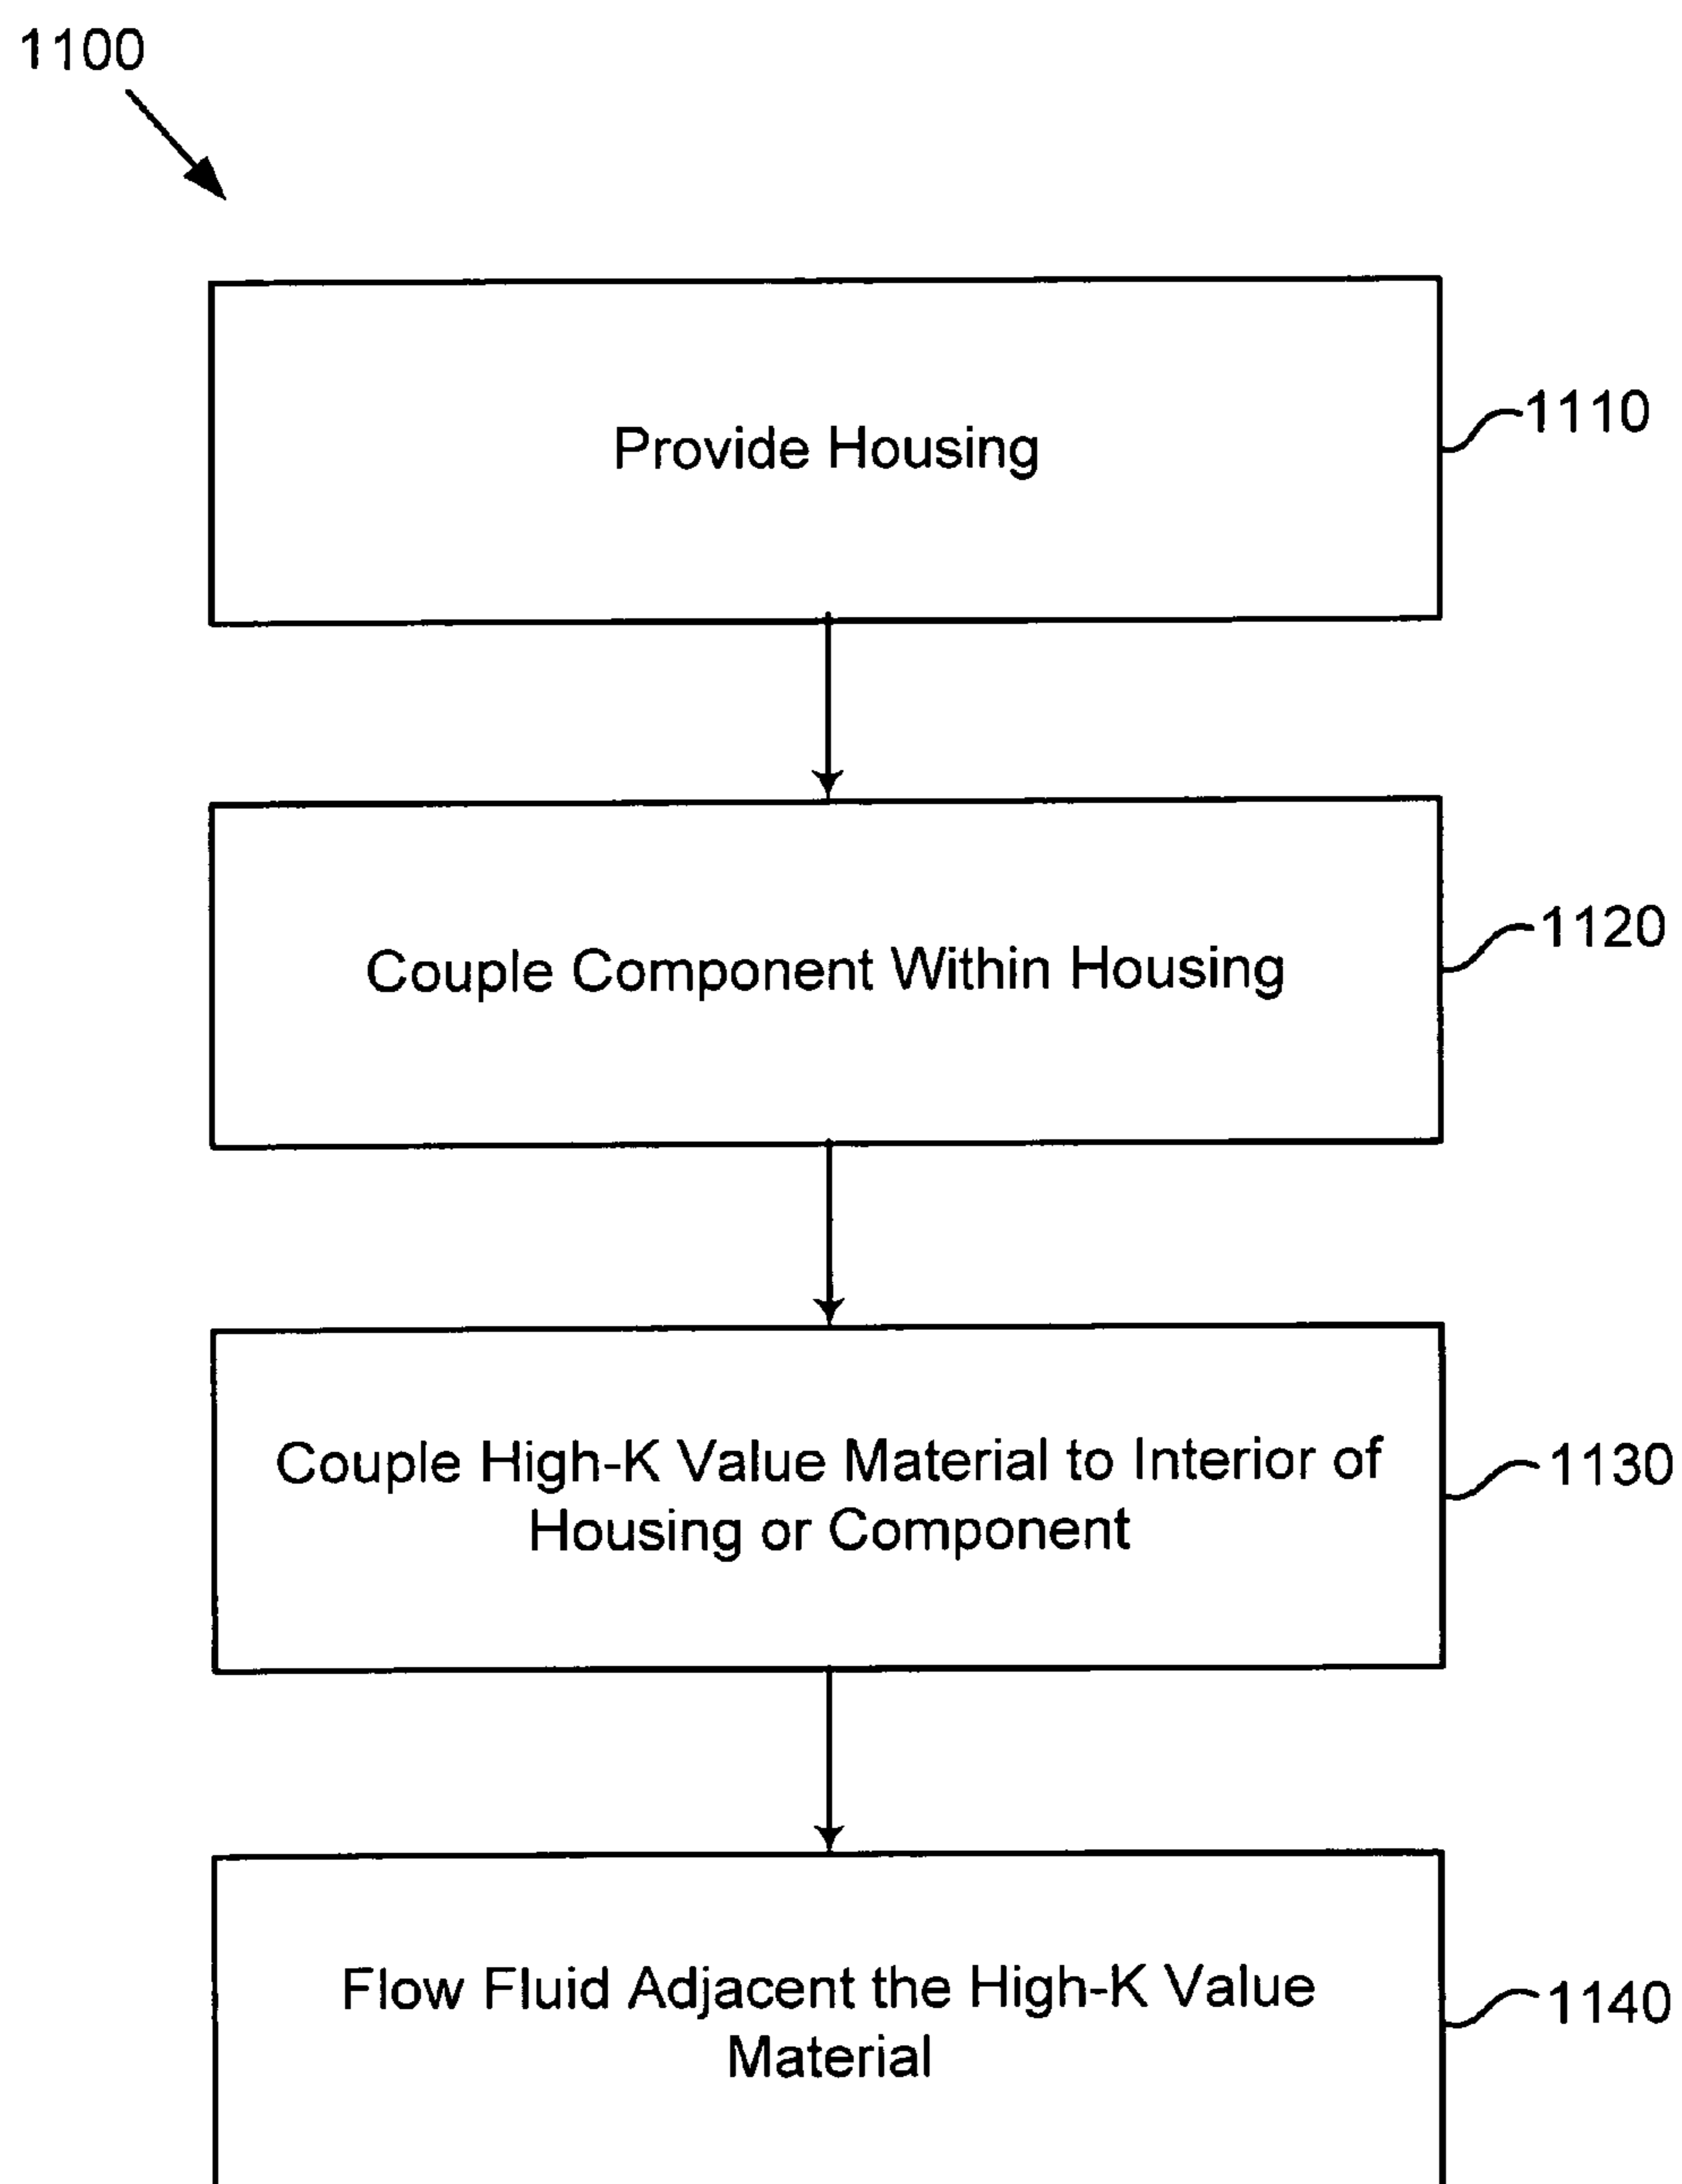 1100
Provide Housing
1110
Couple Component Within Housing
1120
Couple High-K Value Material to Interior of
Housing or Component
1130
Flow Fluid Adjacent the High-K Value
Material
1140